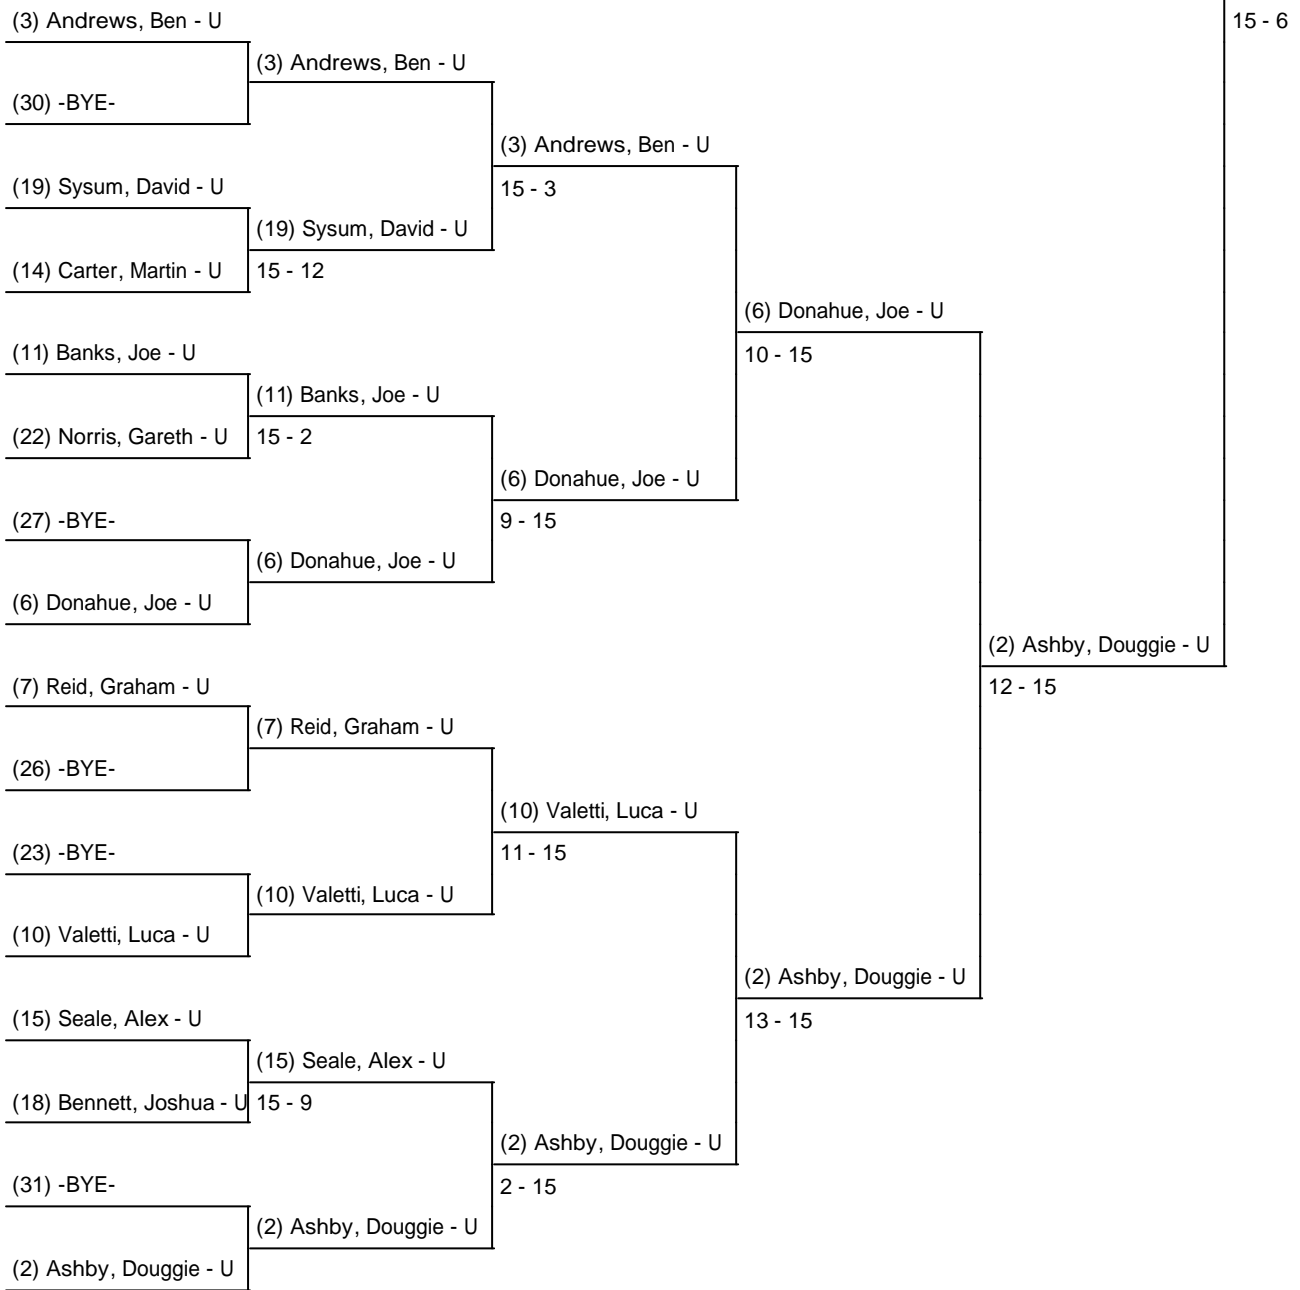 (3) Andrews, Ben - U
(30) -BYE-
(19) Sysum, David - U
(14) Carter, Martin - U
(11) Banks, Joe - U
(22) Norris, Gareth - U
(27) -BYE-
(6) Donahue, Joe - U
(7) Reid, Graham - U
(26) -BYE-
(23) -BYE-
(10) Valetti, Luca - U
(15) Seale, Alex - U
(18) Bennett, Joshua - U
(31) -BYE-
(2) Ashby, Douggie - U
(3) Andrews, Ben - U
(19) Sysum, David - U
15 - 12
(11) Banks, Joe - U
15 - 2
(6) Donahue, Joe - U
(7) Reid, Graham - U
(10) Valetti, Luca - U
(15) Seale, Alex - U
15 - 9
(2) Ashby, Douggie - U
(3) Andrews, Ben - U
15 - 3
(6) Donahue, Joe - U
9 - 15
(10) Valetti, Luca - U
11 - 15
(2) Ashby, Douggie - U
2 - 15
(6) Donahue, Joe - U
10 - 15
(2) Ashby, Douggie - U
13 - 15
(2) Ashby, Douggie - U
12 - 15
15 - 6